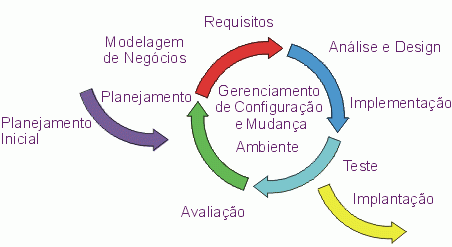 Requisitos
Modelagem
de Negócios
Análise e Design
Planejamento
Gerenciamento
de Configuração
e Mudança
Implementação
Planejamento
Inicial
Ambiente
Teste
Implantação
Avaliação